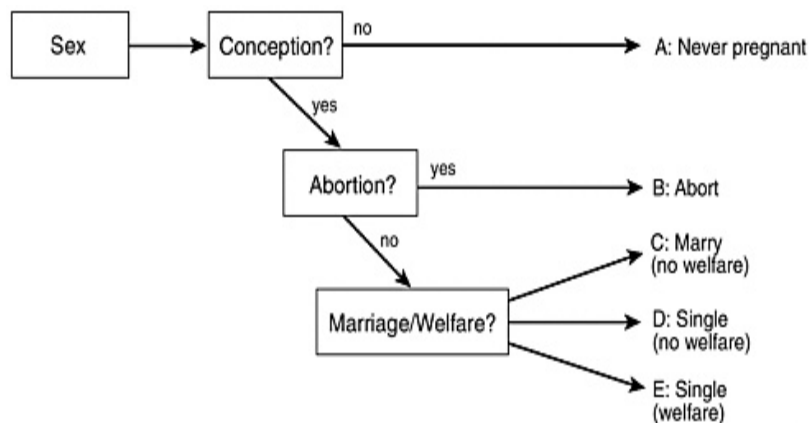 Sex
Conception?
no
A: Never pregnant
yes
Abortion?
yes
B: Abort
no
C: Marry
(no welfare)
Marriage/Welfare?
D: Single
(no welfare)
E: Single
(welfare)